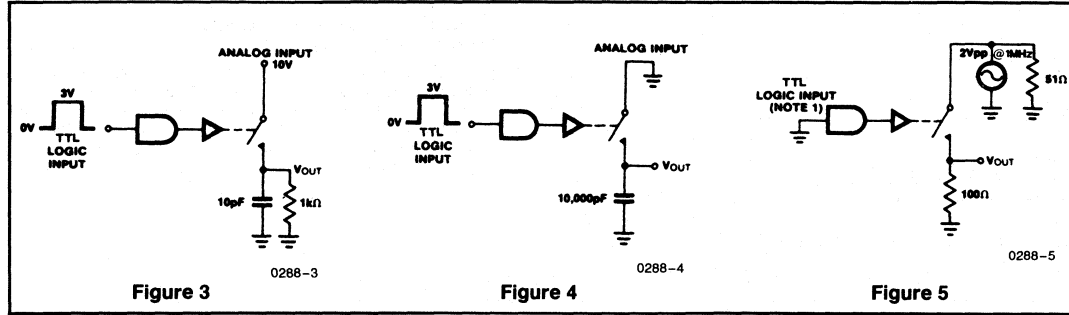 ANALOG INPUT
10V
3V
0V
TTL
LOGIC
INPUT
VOUT
10pF
1kΩ
0288-3
Figure 3
ANALOG INPUT
3V
0V
TTL
LOGIC
INPUT
VOUT
10,000pF
0288-4
Figure 4
2Vpp @1MHz
51Ω
TTL
LOGIC INPUT
(NOTE 1)
VOUT
100Ω
0288-5
Figure 5